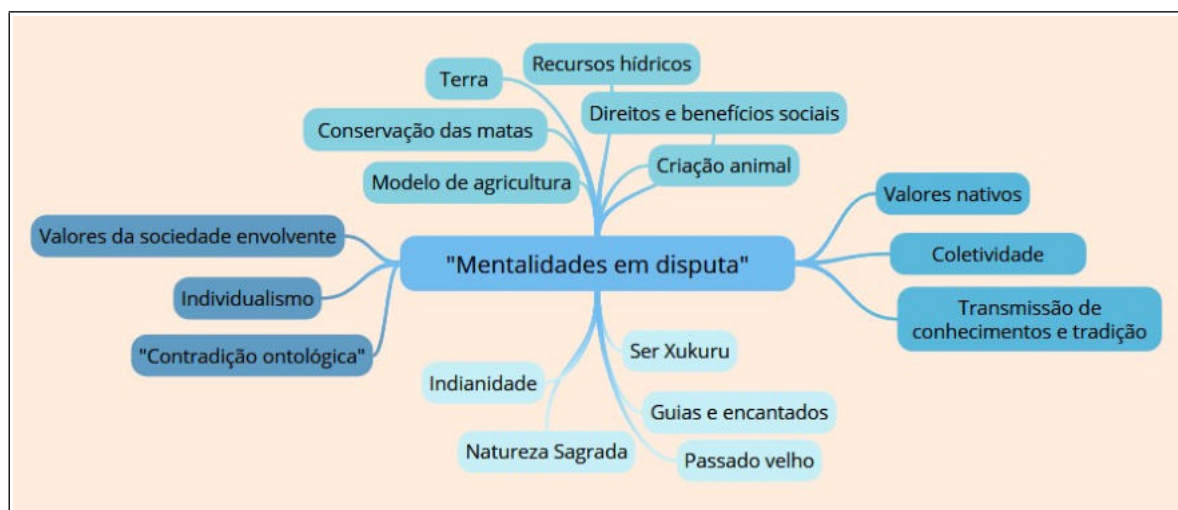 Recursos hídricos
Terra
Direitos e benefícios sociais
Conservação das matas
Criação animal
Modelo de agricultura
Valores nativos
Valores da sociedade envolvente
"Mentalidades em disputa"
Coletividade
Individualismo
Transmissão de
conhecimentos e tradição
"Contradição ontológica"
Ser Xukuru
Indianidade
Guias e encantados
Natureza Sagrada
Passado velho